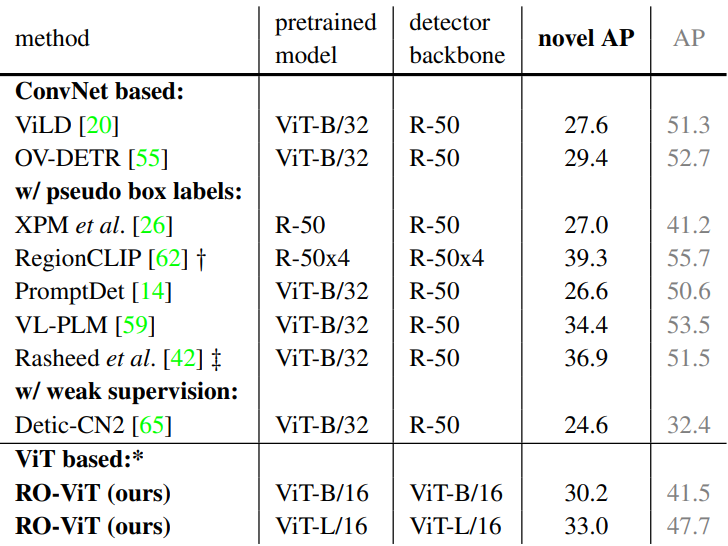 method pretrained model detector backbone novel AP AP
ConvNet based:
ViLD [20] ViT-B/32 R-50 27.6 51.3
OV-DETR [55] ViT-B/32 R-50 29.4 52.7
w/ pseudo box labels:
XPM et al. [26] R-50 R-50 27.0 41.2
RegionCLIP [62] † R-50x4 R-50x4 39.3 55.7
PromptDet [14] ViT-B/32 R-50 26.6 50.6
VL-PLM [59] ViT-B/32 R-50 34.4 53.5
Rasheed et al. [42] ‡ ViT-B/32 R-50 36.9 51.5
w/ weak supervision:
Detic-CN2 [65] ViT-B/32 R-50 24.6 32.4
ViT based:*
RO-ViT (ours) ViT-B/16 ViT-B/16 30.2 41.5
RO-ViT (ours) ViT-L/16 ViT-L/16 33.0 47.7